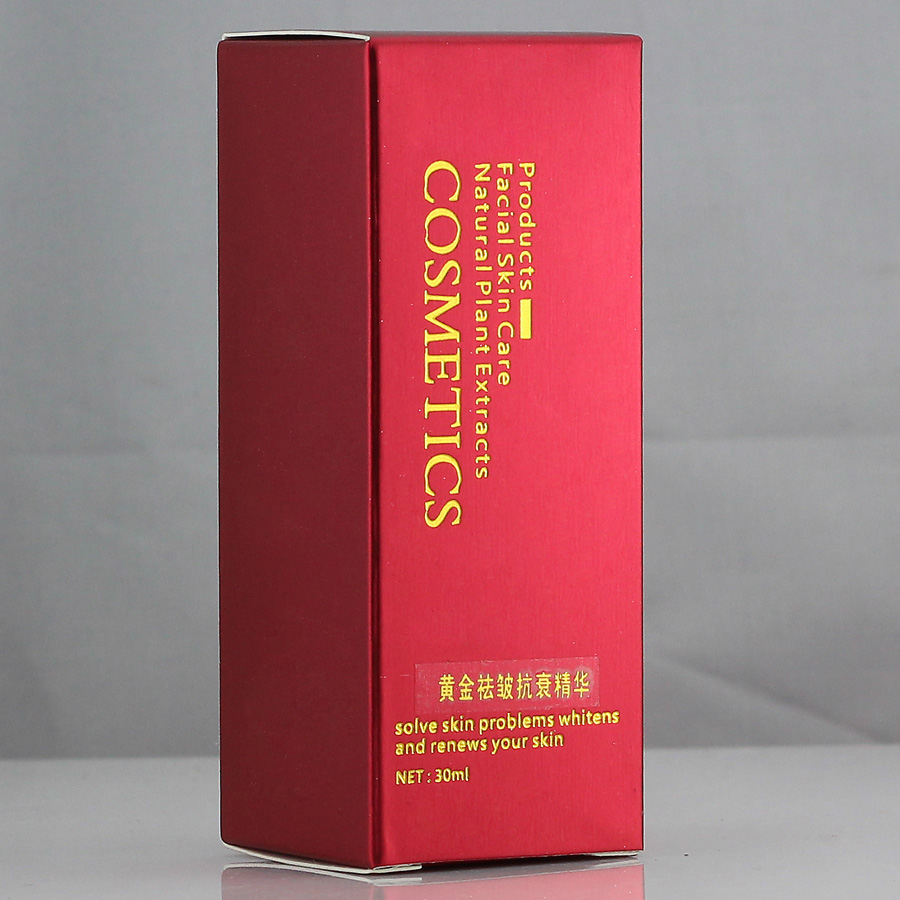 Products
Facial Skin Care
Natural Plant Extracts
COSMETICS
黄金祛皱抗衰精华
solve skin problems whitens
and renews your skin
NET : 30ml